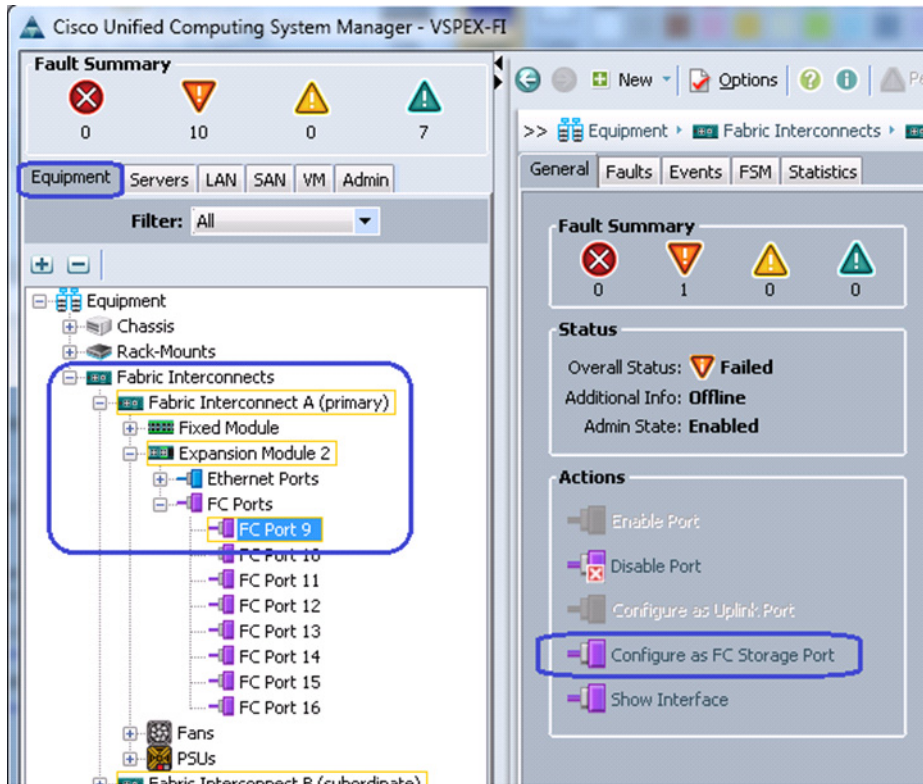 Cisco Unified Computing System Manager - VSPEX-FI
Fault Summary
0 10 0 7
Equipment Servers LAN SAN VM Admin
Filter: All
Equipment
Chassis
Rack-Mounts
Fabric Interconnects
Fabric Interconnect A (primary)
Fixed Module
Expansion Module 2
Ethernet Ports
FC Ports
FC Port 9
FC Port 10
FC Port 11
FC Port 12
FC Port 13
FC Port 14
FC Port 15
FC Port 16
Fans
PSUs
Fabric Interconnect B (subordinate)
New Options
>> Equipment Fabric Interconnects
General Faults Events FSM Statistics
Fault Summary
0 1 0 0
Status
Overall Status: Failed
Additional Info: Offline
Admin State: Enabled
Actions
Enable Port
Disable Port
Configure as Uplink Port
Configure as FC Storage Port
Show Interface